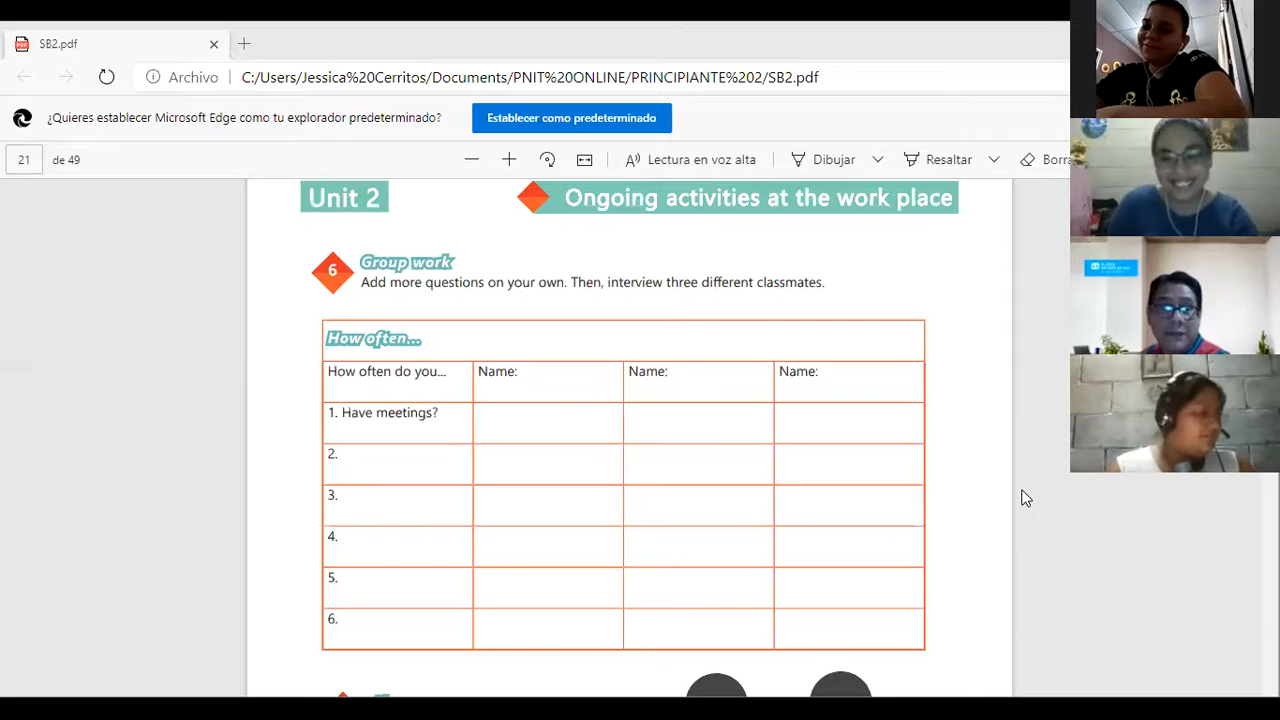 SB2.pdf
Archivo C:/Users/Jessica%20Cerritos/Documents/PNIT%20ONLINE/PRINCIPIANTE%202/SB2.pdf
¿Quieres establecer Microsoft Edge como tu explorador predeterminado? Establecer como predeterminado
21 de 49 Lectura en voz alta Dibujar Resaltar Borra
Unit 2 Ongoing activities at the work place
6 Group work
Add more questions on your own. Then, interview three different classmates.
How often...
How often do you... Name: Name: Name:
1. Have meetings?
2.
3.
4.
5.
6.